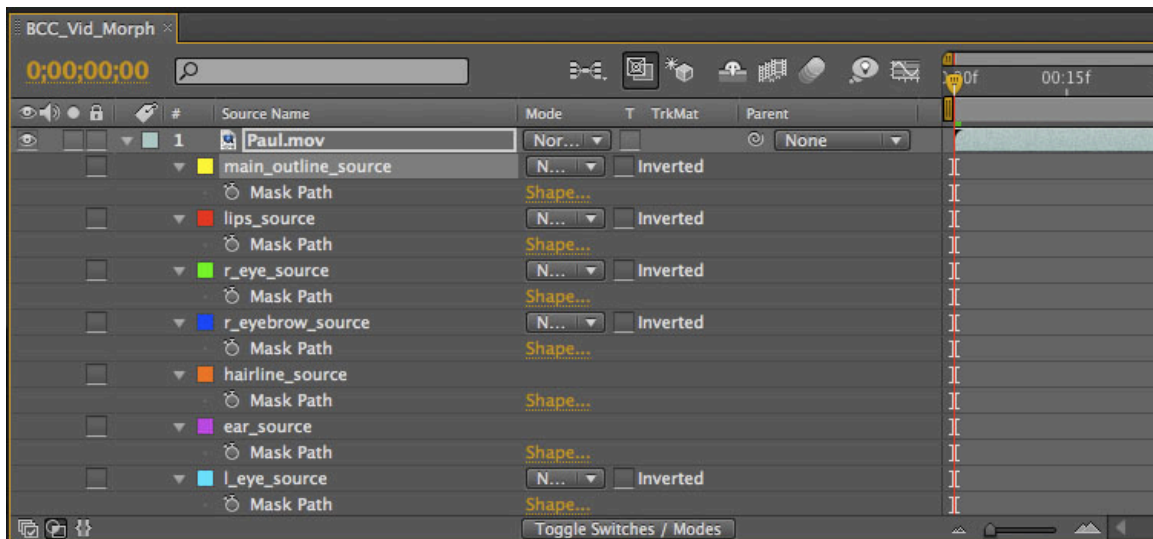 BCC_Vid_Morph ×
0;00;00;00
00f 00:15f
# Source Name Mode T TrkMat Parent
1 Paul.mov Nor... None
main_outline_source N... Inverted
Mask Path Shape...
lips_source N... Inverted
Mask Path Shape...
r_eye_source N... Inverted
Mask Path Shape...
r_eyebrow_source N... Inverted
Mask Path Shape...
hairline_source
Mask Path Shape...
ear_source
Mask Path Shape...
l_eye_source N... Inverted
Mask Path Shape...
Toggle Switches / Modes